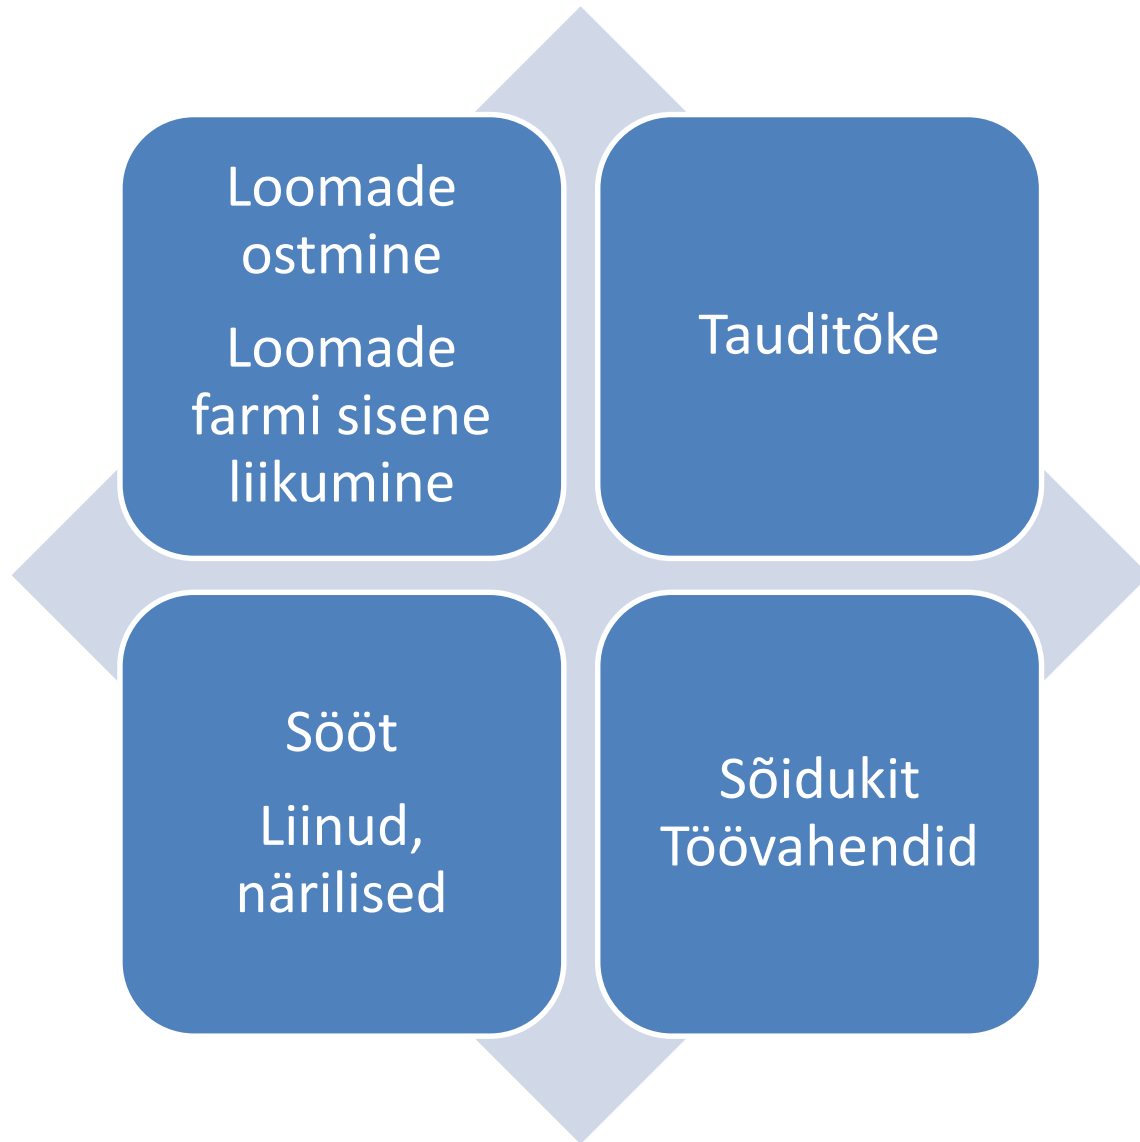 Loomade
ostmine
Loomade
farmi sisene
liikumine
Tauditõke
Sööt
Liinud,
närilised
Sõidukit
Töövahendid